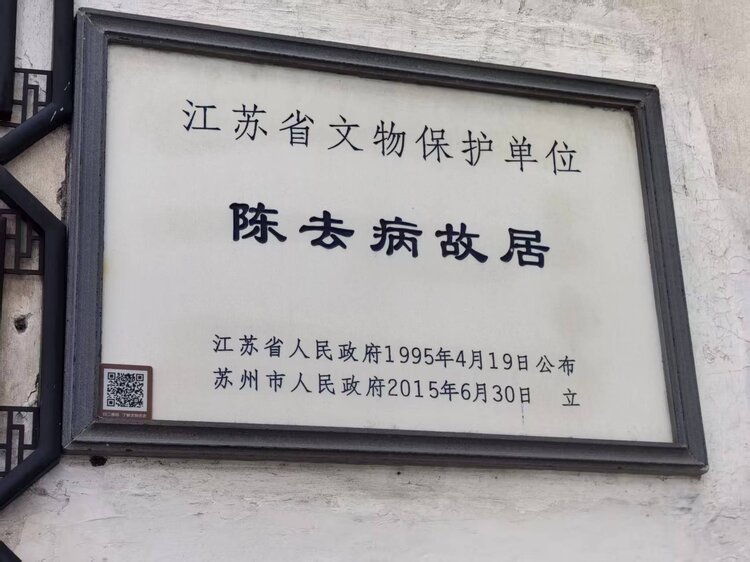 江苏省文物保护单位
陈去病故居
江苏省人民政府1995年4月19日公布
苏州市人民政府2015年6月30日 立